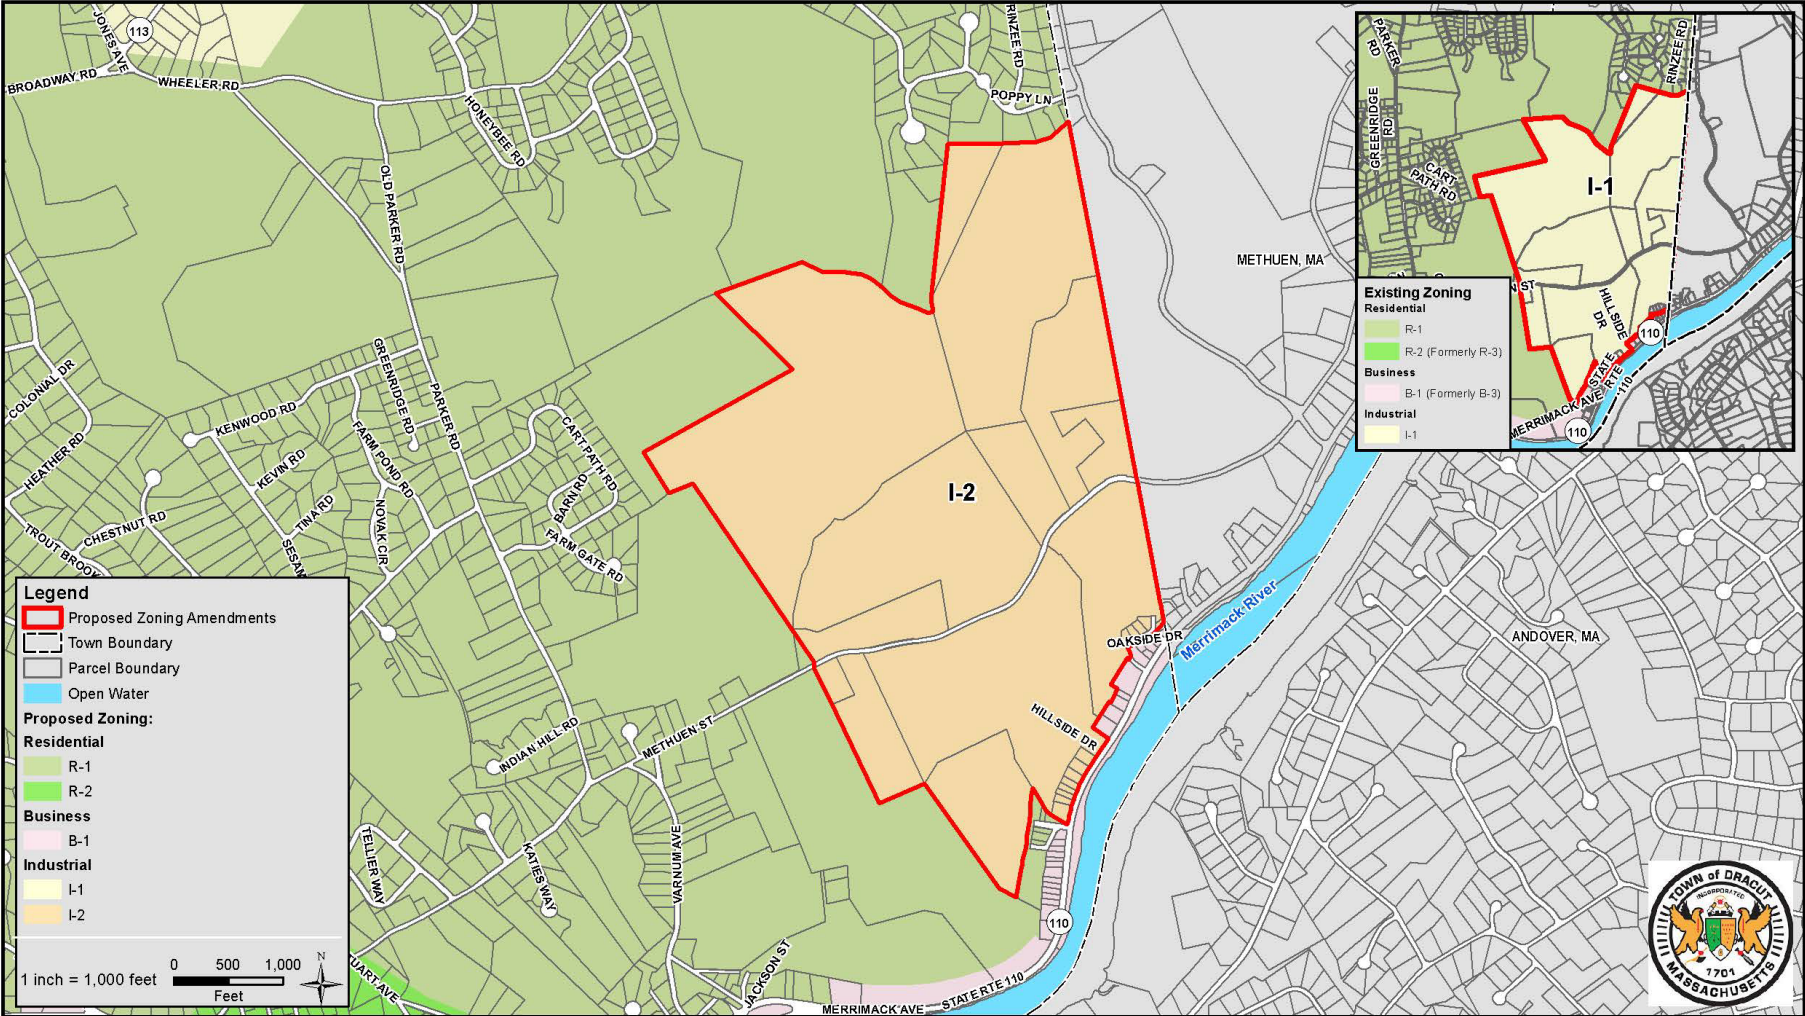 113
JONES AVE
BROADWAY RD
WHEELER RD
HONEYBEE RD
OLD PARKER RD
RINZEE RD
POPPY LN
METHUEN, MA
COLONIAL DR
HEATHER RD
KENWOOD RD
GREENRIDGE RD
PARKER RD
FARM POND RD
KEVIN RD
TINA RD
NOVAK CIR
CHESTNUT RD
TROUT BROOK
SESAM
CART PATH RD
BARN RD
FARM GATE RD
I-2
OAKSIDE DR
Merrimack River
ANDOVER, MA
HILLSIDE DR
METHUEN ST
INDIAN HILL RD
VARNUM AVE
TELLIER WAY
KATIES WAY
JACKSON ST
UART AVE
110
MERRIMACK AVE
STATE RTE 110
Legend
Proposed Zoning Amendments
Town Boundary
Parcel Boundary
Open Water
Proposed Zoning:
Residential
R-1
R-2
Business
B-1
Industrial
I-1
I-2
1 inch = 1,000 feet
0 500 1,000
Feet
N
PARKER
RD
RINZEE RD
GREENRIDGE
RD
CART
PATH RD
I-1
N ST
HILLSIDE
DR
110
STATE
RTE 110
MERRIMACK AVE
110
Existing Zoning
Residential
R-1
R-2 (Formerly R-3)
Business
B-1 (Formerly B-3)
Industrial
I-1
TOWN of DRACUT
INCORPORATED
1701
MASSACHUSETTS